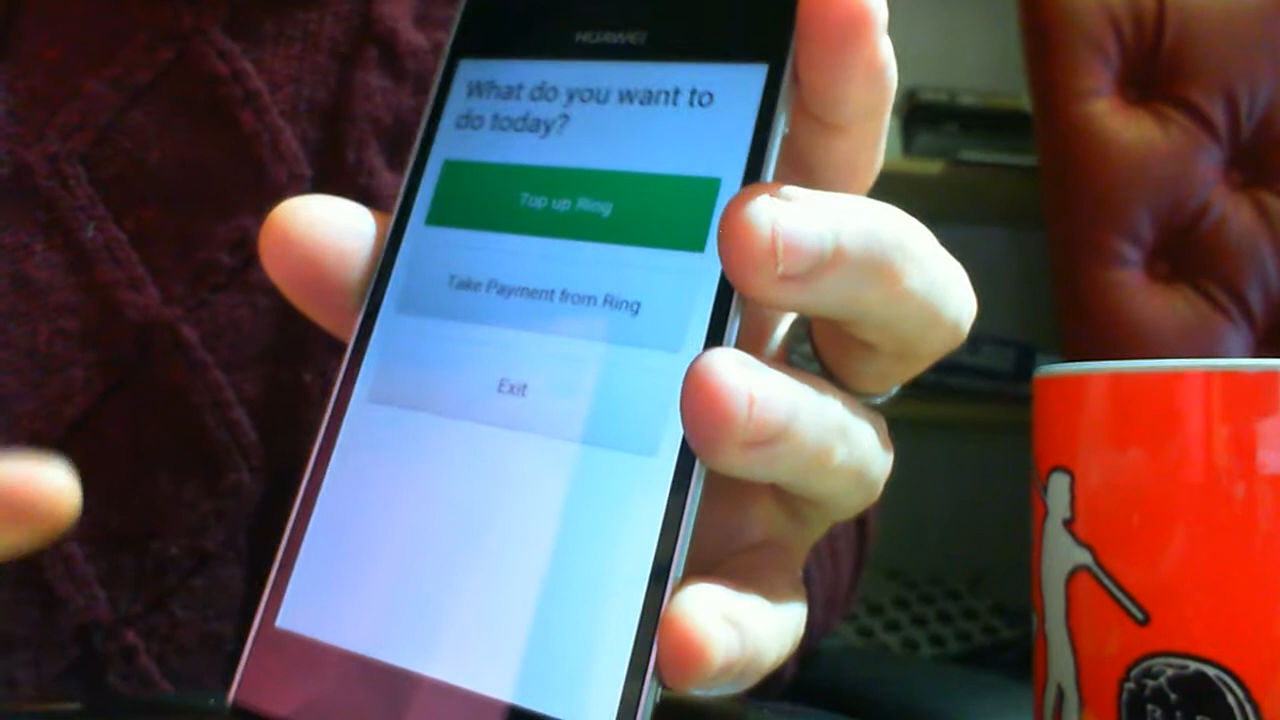 HUAWEI
What do you want to
do today?
Top up Ring
Take Payment from Ring
Exit